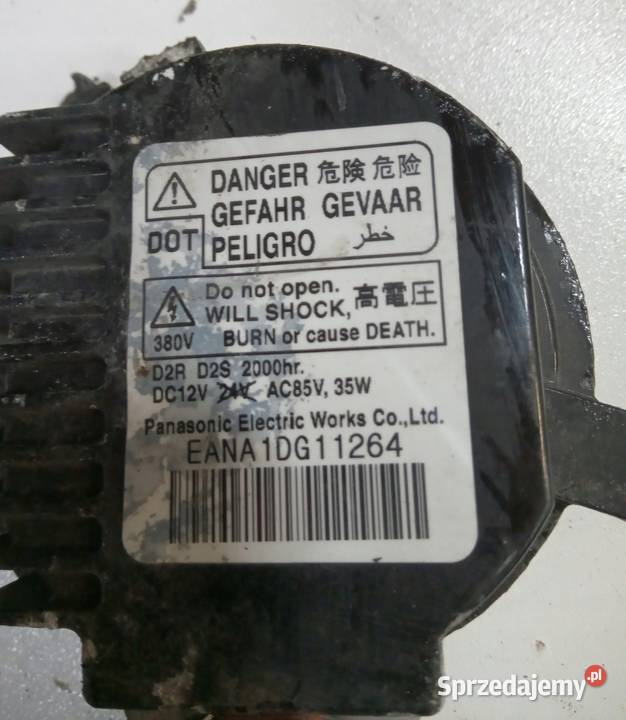 DANGER 危険 危险
GEFAHR GEVAAR
DOT PELIGRO خطر
Do not open. 高電圧
WILL SHOCK,
380V BURN or cause DEATH.
D2R D2S 2000hr.
DC12V 24V AC85V, 35W
Panasonic Electric Works Co.,Ltd.
EANA1DG11264
Sprzedajemy.pl